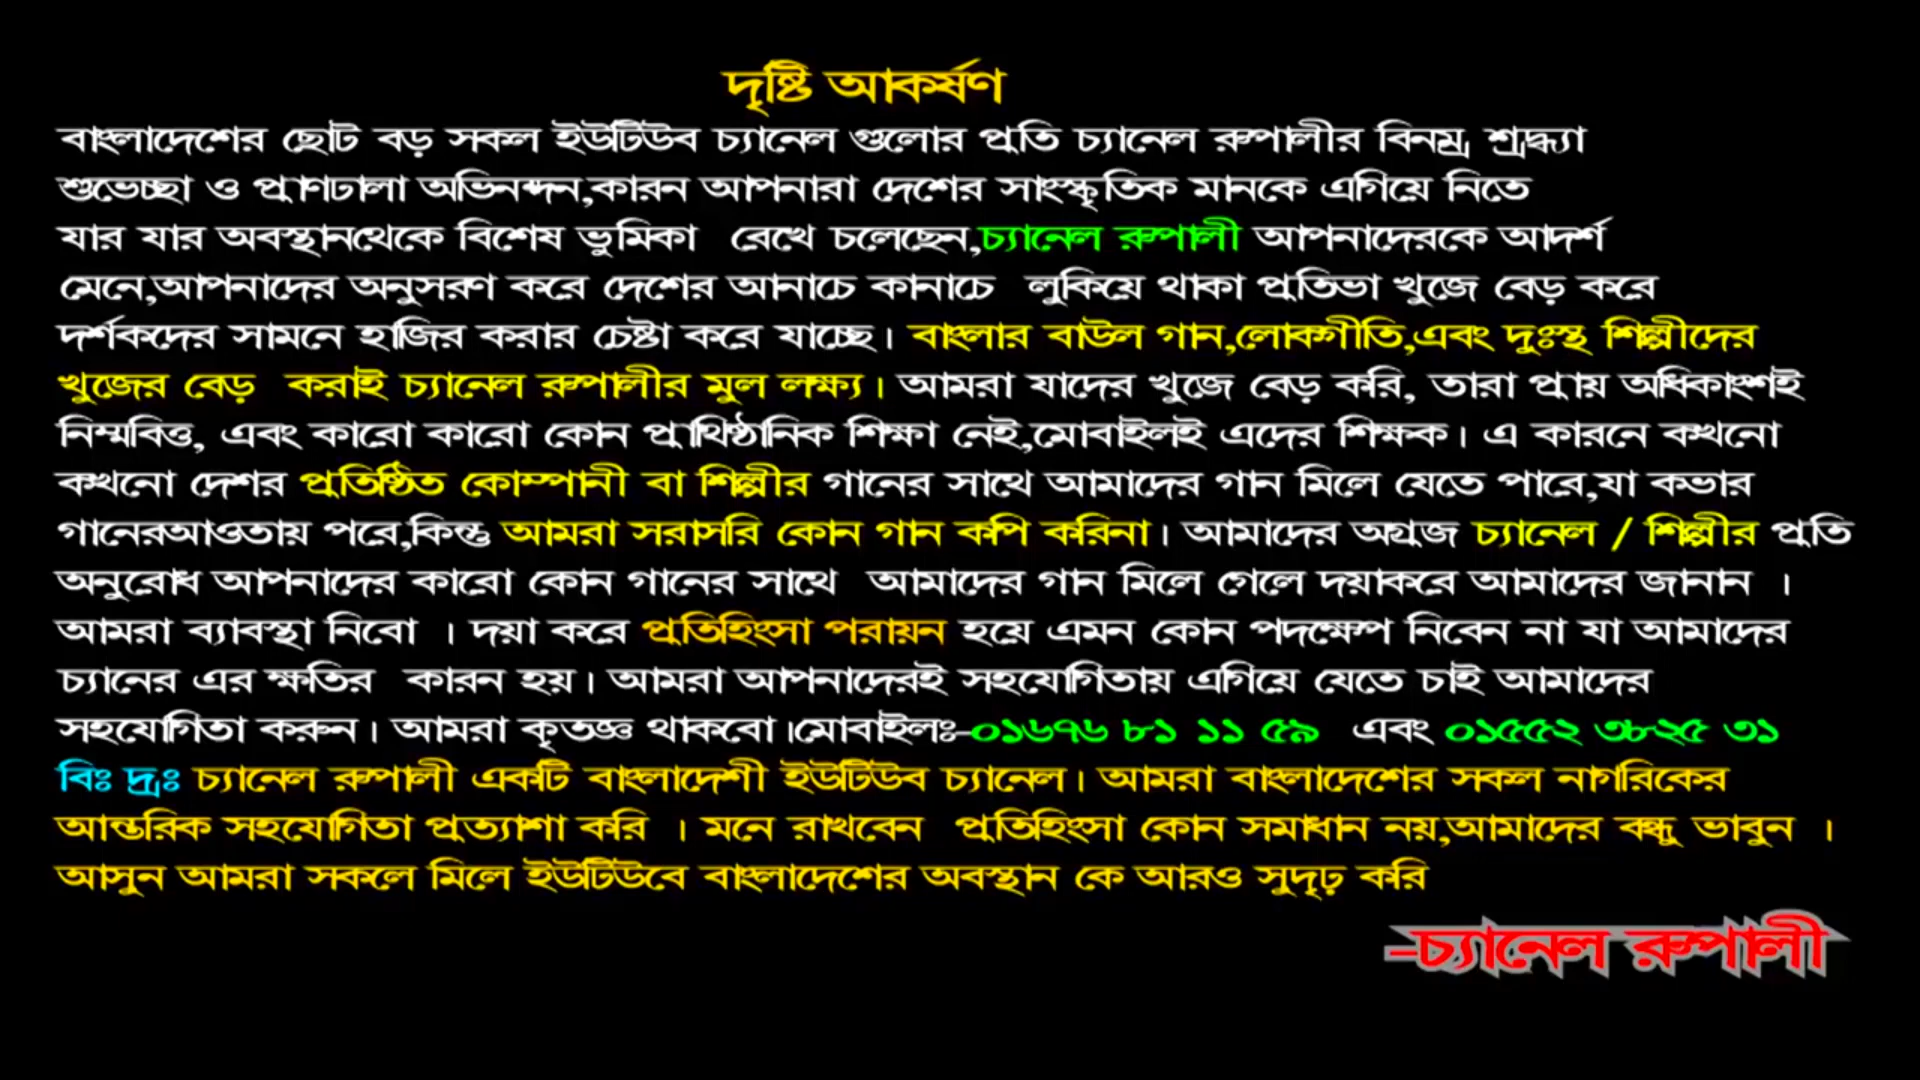 দৃষ্টি আকর্ষণ
বাংলাদেশের ছোট বড় সকল ইউটিউব চ্যানেল গুলোর প্রতি চ্যানেল রুপালীর বিনম্র শ্রদ্ধ্যা
শুভেচ্ছা ও প্রাণঢালা অভিনন্দন,কারন আপনারা দেশের সাংস্কৃতিক মানকে এগিয়ে নিতে
যার যার অবস্থানথেকে বিশেষ ভুমিকা রেখে চলেছেন,চ্যানেল রুপালী আপনাদেরকে আদর্শ
মেনে,আপনাদের অনুসরুণ করে দেশের আনাচে কানাচে লুকিয়ে থাকা প্রতিভা খুজে বেড় করে
দর্শকদের সামনে হাজির করার চেষ্টা করে যাচ্ছে। বাংলার বাউল গান,লোকগীতি,এবং দুঃস্থ শিল্পীদের
খুজের বেড় করাই চ্যানেল রুপালীর মুল লক্ষ্য। আমরা যাদের খুজে বেড় করি, তারা প্রায় অধিকাংশই
নিম্মবিত্ত, এবং কারো কারো কোন প্রাথিষ্ঠানিক শিক্ষা নেই,মোবাইলই এদের শিক্ষক। এ কারনে কখনো
কখনো দেশর প্রতিষ্ঠিত কোম্পানী বা শিল্পীর গানের সাথে আমাদের গান মিলে যেতে পারে,যা কভার
গানেরআওতায় পরে,কিন্তু আমরা সরাসরি কোন গান কপি করিনা। আমাদের অগ্রজ চ্যানেল / শিল্পীর প্রতি
অনুরোধ আপনাদের কারো কোন গানের সাথে আমাদের গান মিলে গেলে দয়াকরে আমাদের জানান ।
আমরা ব্যাবস্থা নিবো । দয়া করে প্রতিহিংসা পরায়ন হয়ে এমন কোন পদক্ষেপ নিবেন না যা আমাদের
চ্যানের এর ক্ষতির কারন হয়। আমরা আপনাদেরই সহযোগিতায় এগিয়ে যেতে চাই আমাদের
সহযোগিতা করুন। আমরা কৃতজ্ঞ থাকবো।মোবাইলঃ-০১৬৭৬ ৮১ ১১ ৫৯ এবং ০১৫৫২ ৩৮২৫ ৩১
বিঃ দ্রঃ চ্যানেল রুপালী একটি বাংলাদেশী ইউটিউব চ্যানেল। আমরা বাংলাদেশের সকল নাগরিকের
আন্তরিক সহযোগিতা প্রত্যাশা করি । মনে রাখবেন প্রতিহিংসা কোন সমাধান নয়,আমাদের বন্ধু ভাবুন ।
আসুন আমরা সকলে মিলে ইউটিউবে বাংলাদেশের অবস্থান কে আরও সুদৃঢ় করি
-চ্যানেল রুপালী